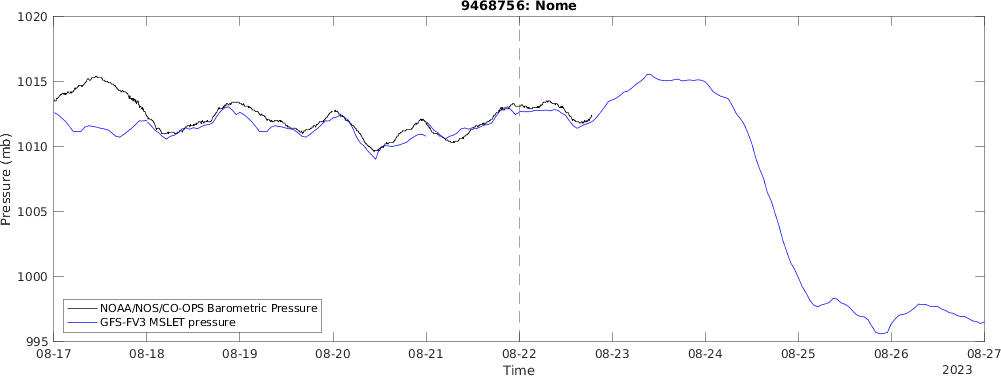 9468756: Nome
1020
1015
1010
1005
1000
995
Pressure (mb)
NOAA/NOS/CO-OPS Barometric Pressure
GFS-FV3 MSLET pressure
08-17 08-18 08-19 08-20 08-21 08-22 08-23 08-24 08-25 08-26 08-27
Time
2023